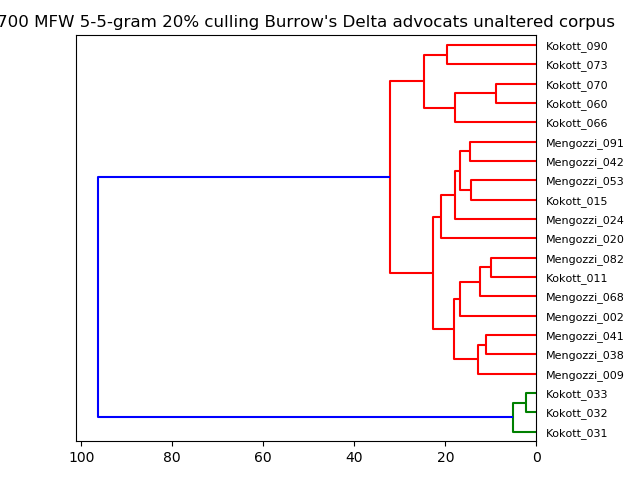 700 MFW 5-5-gram 20% culling Burrow's Delta advocats unaltered corpus
Kokott_090
Kokott_073
Kokott_070
Kokott_060
Kokott_066
Mengozzi_091
Mengozzi_042
Mengozzi_053
Kokott_015
Mengozzi_024
Mengozzi_020
Mengozzi_082
Kokott_011
Mengozzi_068
Mengozzi_002
Mengozzi_041
Mengozzi_038
Mengozzi_009
Kokott_033
Kokott_032
Kokott_031
100 80 60 40 20 0